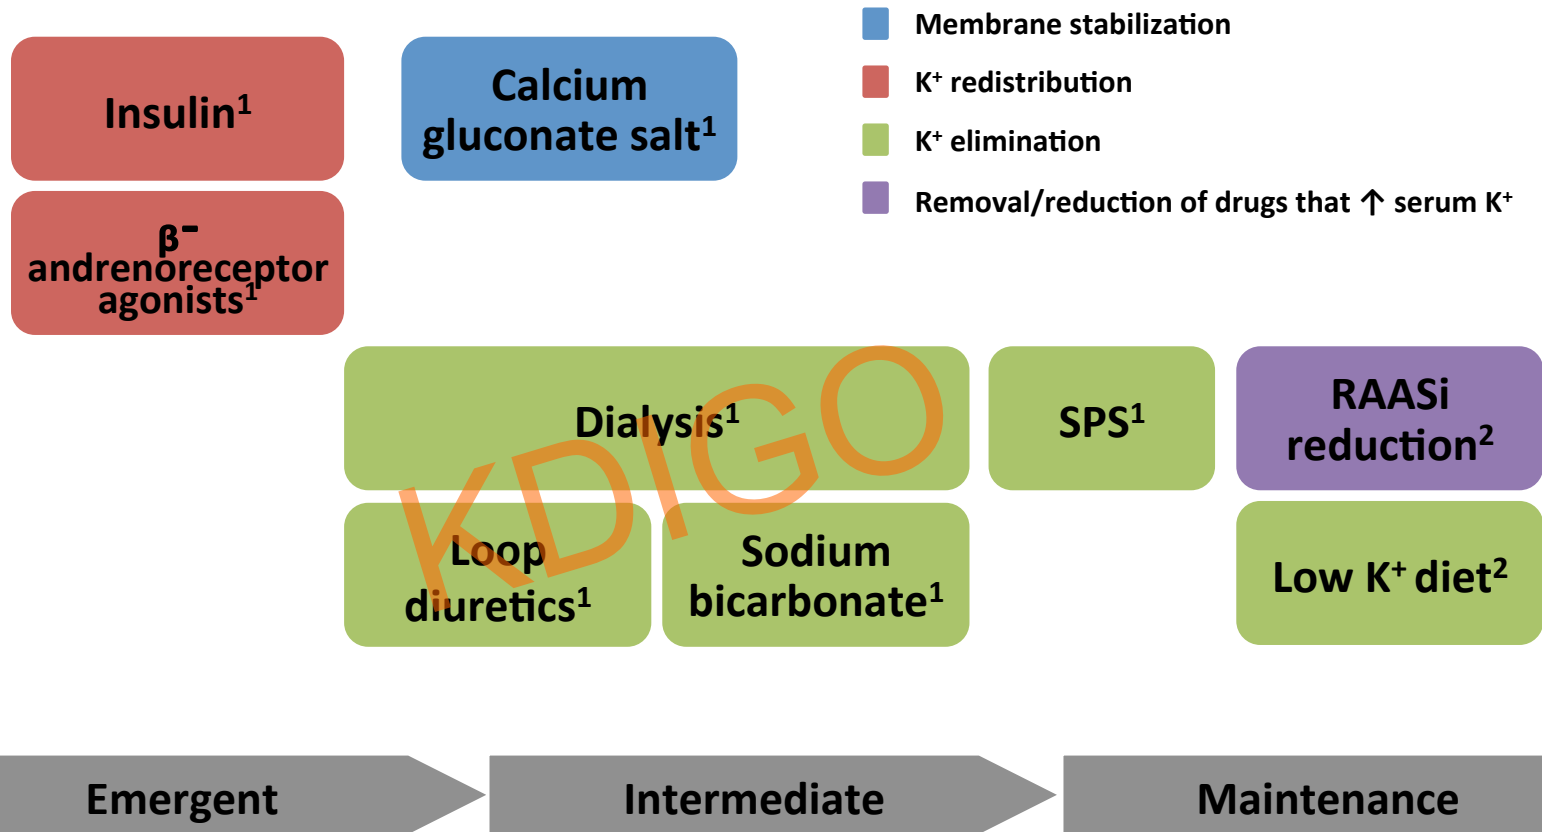 Insulin¹
Calcium
gluconate salt¹
Membrane stabilization
K⁺ redistribution
K⁺ elimination
Removal/reduction of drugs that ↑ serum K⁺
β-
andrenoreceptor
agonists¹
Dialysis¹
SPS¹
RAASi
reduction²
Loop
diuretics¹
Sodium
bicarbonate¹
Low K⁺ diet²
KDIGO
Emergent
Intermediate
Maintenance